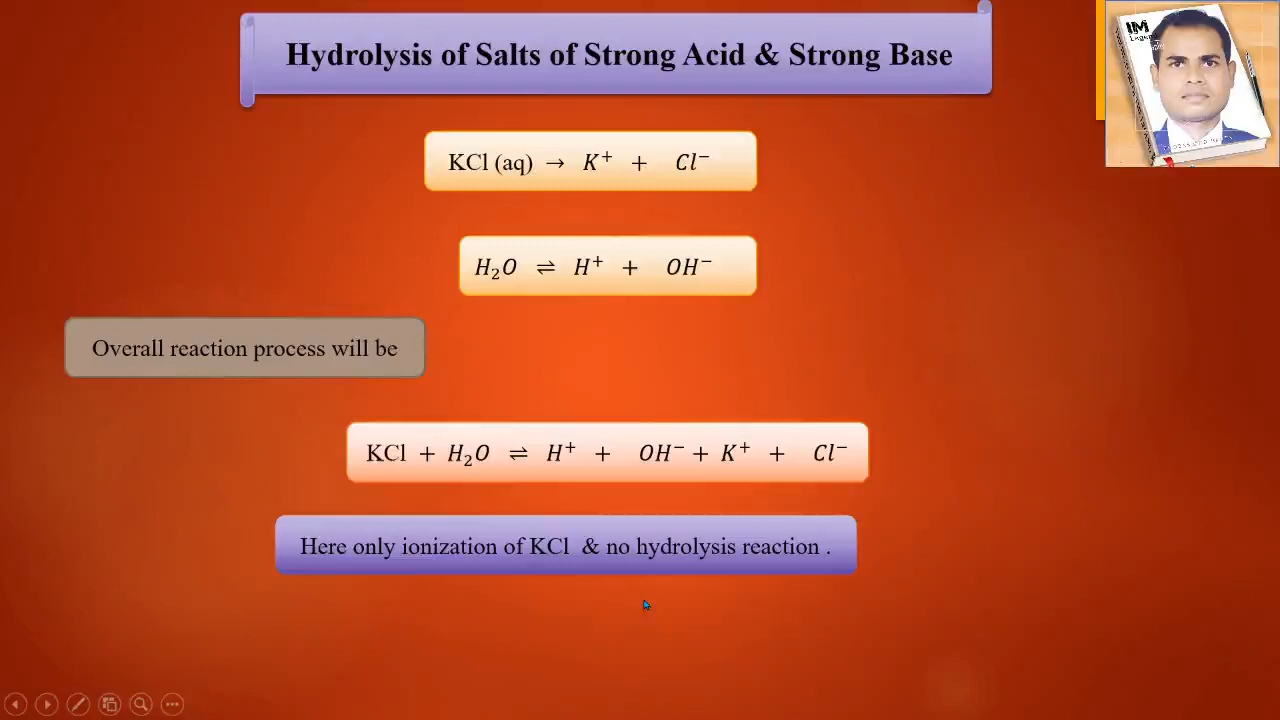 Hydrolysis of Salts of Strong Acid & Strong Base
IM
KCl (aq) → K⁺ + Cl⁻
H₂O ⇌ H⁺ + OH⁻
Overall reaction process will be
KCl + H₂O ⇌ H⁺ + OH⁻ + K⁺ + Cl⁻
Here only ionization of KCl & no hydrolysis reaction .